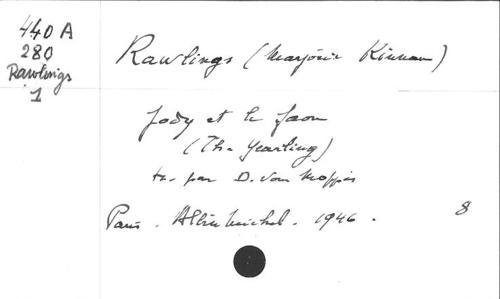 440 A
280
Rawlings
1
Rawlings (Marjorie Kinnan)
Jody et le faon
(The Yearling)
tr. par D. Van Moppès
Paris. Albin Michel. 1946.
8